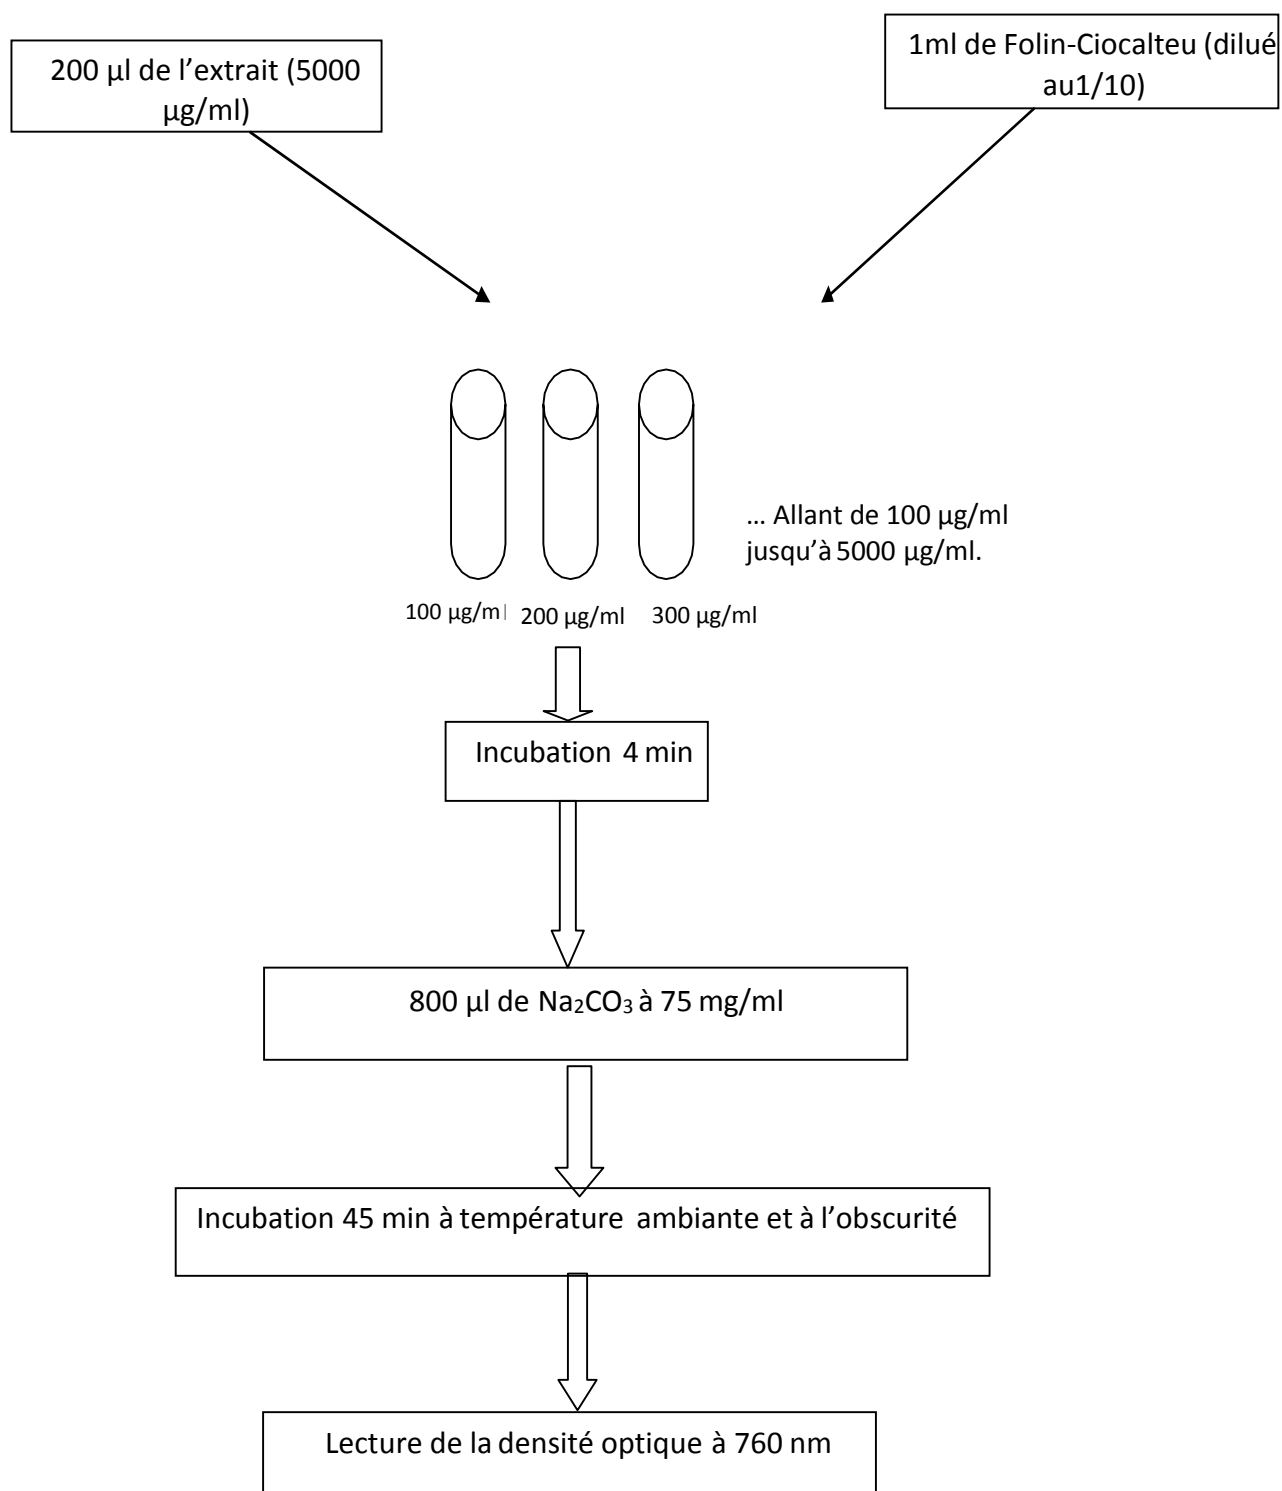 200 µl de l’extrait (5000
µg/ml)
1ml de Folin-Ciocalteu (dilué
au1/10)
... Allant de 100 µg/ml
jusqu’à 5000 µg/ml.
100 µg/ml
200 µg/ml
300 µg/ml
Incubation 4 min
800 µl de Na₂CO₃ à 75 mg/ml
Incubation 45 min à température ambiante et à l’obscurité
Lecture de la densité optique à 760 nm